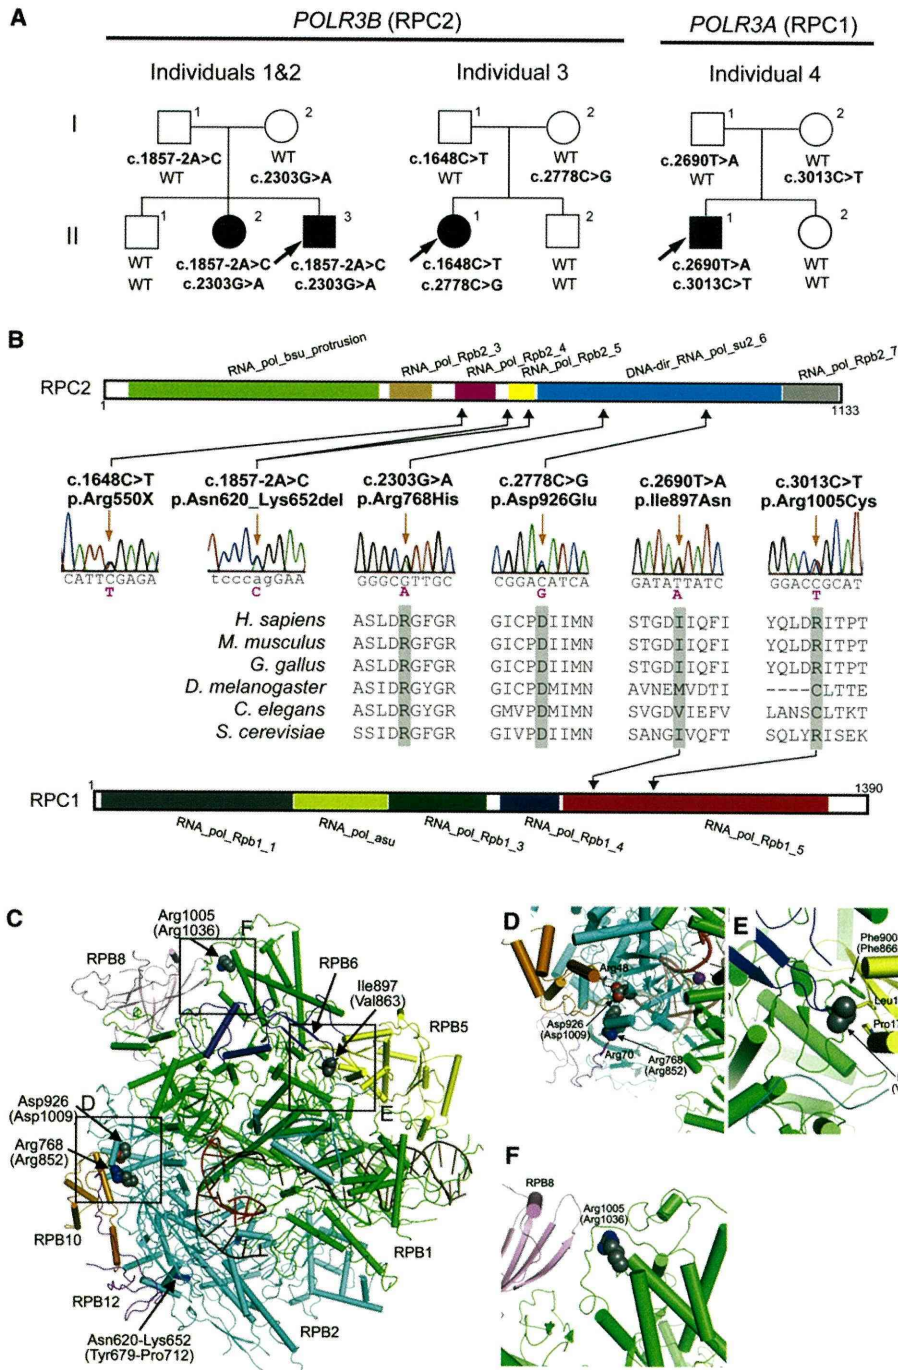 A
POLR3B (RPC2)
POLR3A (RPC1)
Individuals 1&2
Individual 3
Individual 4
I
1
2
1
2
1
2
c.1857-2A>C
WT
WT
c.2303G>A
c.1648C>T
WT
WT
c.2778C>G
c.2690T>A
WT
WT
c.3013C>T
II
1
2
3
1
2
1
2
WT
WT
c.1857-2A>C
c.2303G>A
c.1857-2A>C
c.2303G>A
c.1648C>T
c.2778C>G
WT
WT
c.2690T>A
c.3013C>T
WT
WT
B
RNA_pol_bsu_protrusion
RNA_pol_Rpb2_3
RNA_pol_Rpb2_4
RNA_pol_Rpb2_5
DNA-dir_RNA_pol_su2_6
RNA_pol_Rpb2_7
RPC2
1
1133
c.1648C>T
p.Arg550X
c.1857-2A>C
p.Asn620_Lys652del
c.2303G>A
p.Arg768His
c.2778C>G
p.Asp926Glu
c.2690T>A
p.Ile897Asn
c.3013C>T
p.Arg1005Cys
CATTCGAGA
T
tccccagGAA
C
GGGCGTTGC
A
CGGACATCA
G
GATATTATC
A
GGACCGCAT
T
H. sapiens ASLDRGFGR GICPDIIMN STGDIIQFI YQLDRITPT
M. musculus ASLDRGFGR GICPDIIMN STGDIIQFI YQLDRITPT
G. gallus ASLDRGFGR GICPDIIMN STGDIIQFI YQLDRITPT
D. melanogaster ASIDRGYGR GICPDMIMN AVNEMVDTI ----CLTTE
C. elegans ASLDRGYGR GMVPDIIMN SVGDVIEFV LANSCLTKT
S. cerevisiae SSIDRGFGR GIVPDIIMN SANGIVQFT SQLYRISEK
RPC1
1
1390
RNA_pol_Rpb1_1
RNA_pol_asu
RNA_pol_Rpb1_3
RNA_pol_Rpb1_4
RNA_pol_Rpb1_5
C
Arg1005
(Arg1036)
F
RPB8
RPB6
Ile897
(Val863)
RPB5
E
Asp926
(Asp1009)
D
Arg768
(Arg852)
RPB10
RPB1
RPB12
RPB2
Asn620-Lys652
(Tyr679-Pro712)
D
Arg48
Asp926
(Asp1009)
Arg70
Arg768
(Arg852)
E
Phe900
(Phe866
Leu1
Pro17
(V
F
RPB8
Arg1005
(Arg1036)